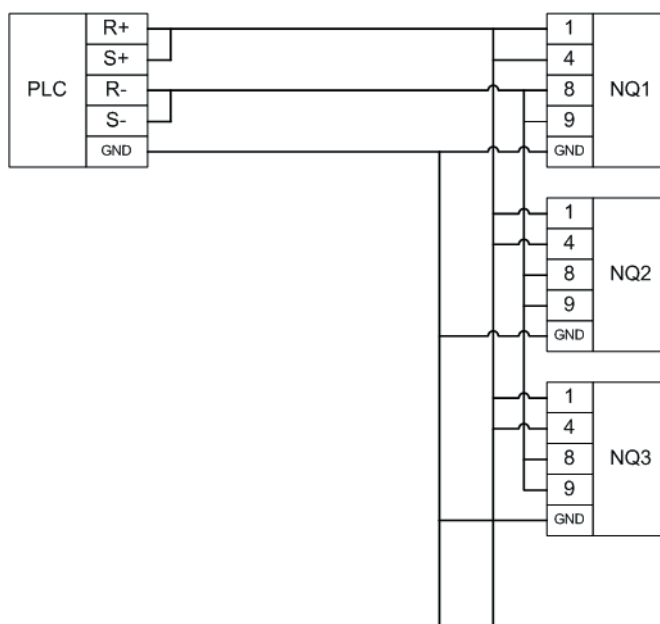 PLC
R+
S+
R-
S-
GND
1
4
8
9
GND
NQ1
1
4
8
9
GND
NQ2
1
4
8
9
GND
NQ3